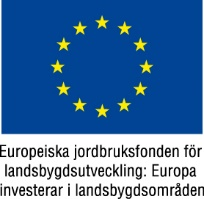 Europeiska jordbruksfonden för
landsbygdsutveckling: Europa
investerar i landsbygdsområden